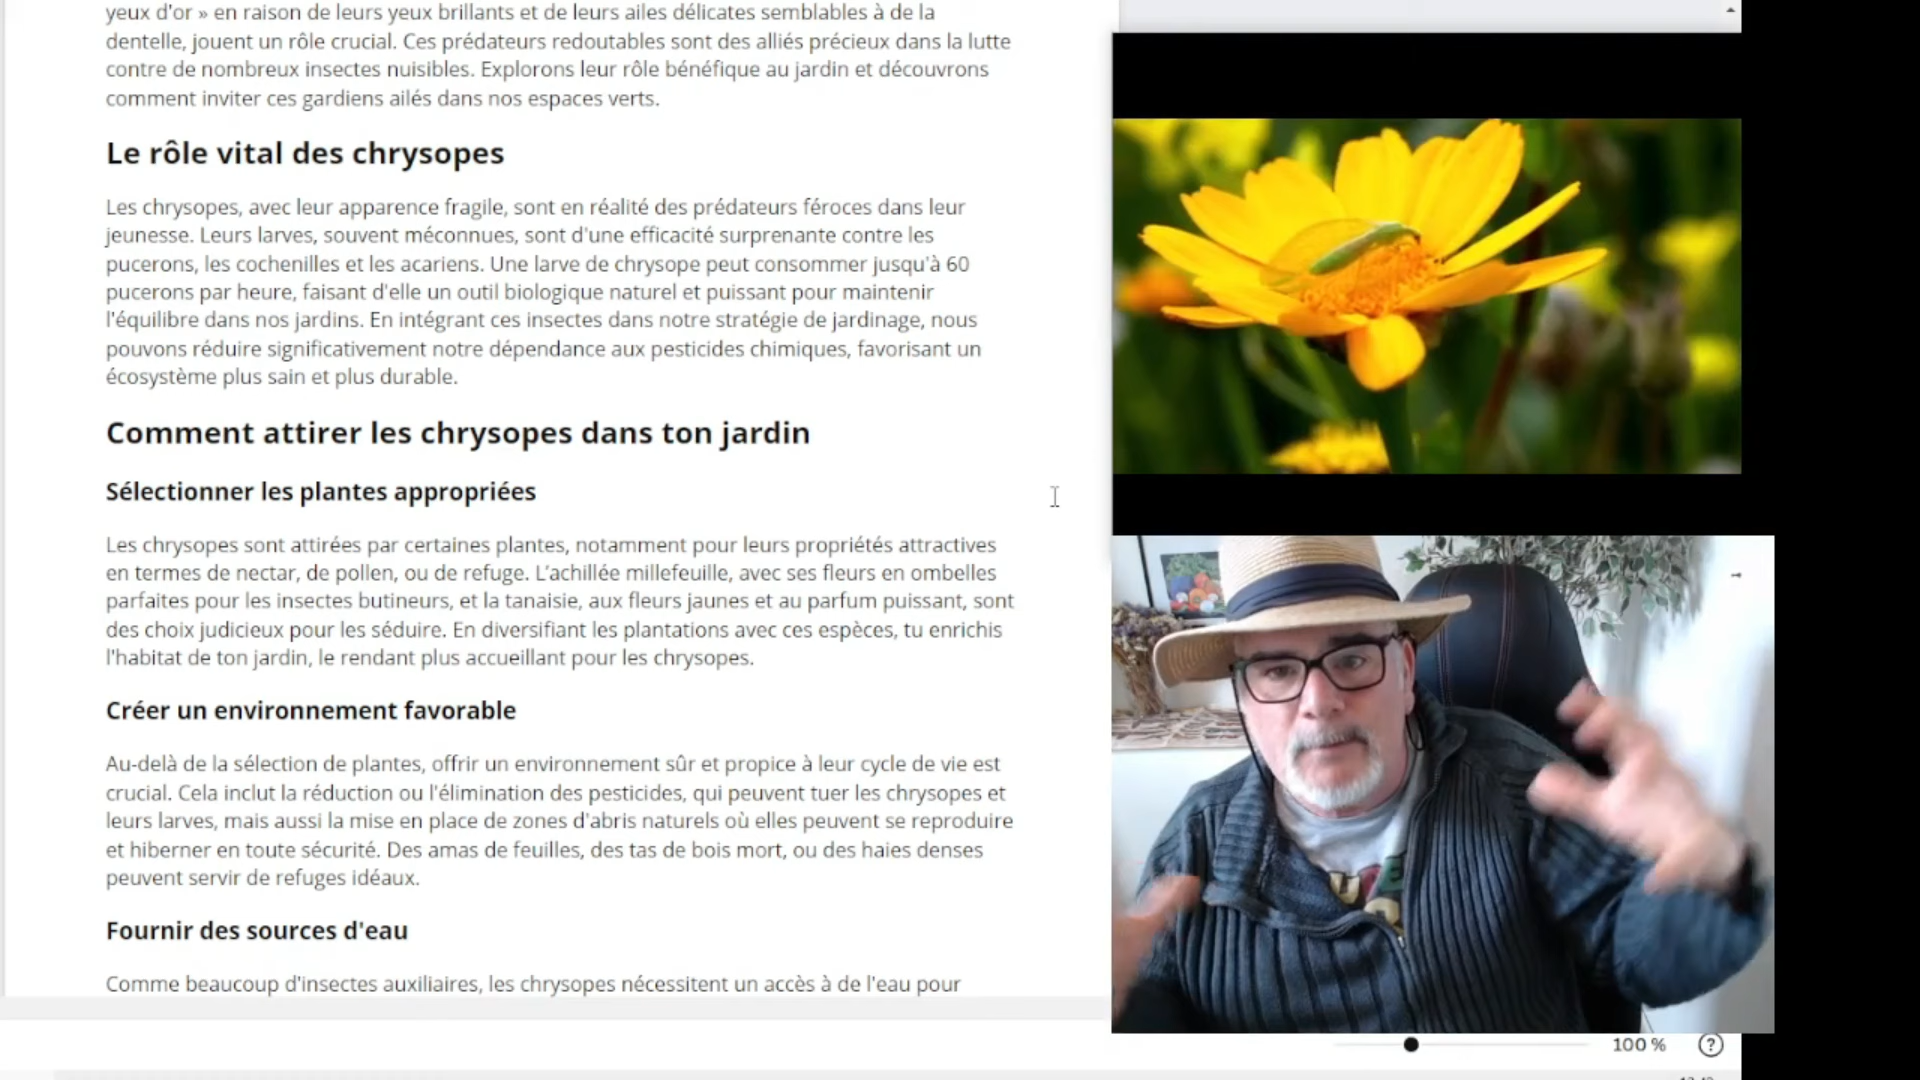 yeux d'or » en raison de leurs yeux brillants et de leurs ailes délicates semblables à de la
dentelle, jouent un rôle crucial. Ces prédateurs redoutables sont des alliés précieux dans la lutte
contre de nombreux insectes nuisibles. Explorons leur rôle bénéfique au jardin et découvrons
comment inviter ces gardiens ailés dans nos espaces verts.
Le rôle vital des chrysopes
Les chrysopes, avec leur apparence fragile, sont en réalité des prédateurs féroces dans leur
jeunesse. Leurs larves, souvent méconnues, sont d'une efficacité surprenante contre les
pucerons, les cochenilles et les acariens. Une larve de chrysope peut consommer jusqu'à 60
pucerons par heure, faisant d'elle un outil biologique naturel et puissant pour maintenir
l'équilibre dans nos jardins. En intégrant ces insectes dans notre stratégie de jardinage, nous
pouvons réduire significativement notre dépendance aux pesticides chimiques, favorisant un
écosystème plus sain et plus durable.
Comment attirer les chrysopes dans ton jardin
Sélectionner les plantes appropriées
Les chrysopes sont attirées par certaines plantes, notamment pour leurs propriétés attractives
en termes de nectar, de pollen, ou de refuge. L'achillée millefeuille, avec ses fleurs en ombelles
parfaites pour les insectes butineurs, et la tanaisie, aux fleurs jaunes et au parfum puissant, sont
des choix judicieux pour les séduire. En diversifiant les plantations avec ces espèces, tu enrichis
l'habitat de ton jardin, le rendant plus accueillant pour les chrysopes.
Créer un environnement favorable
Au-delà de la sélection de plantes, offrir un environnement sûr et propice à leur cycle de vie est
crucial. Cela inclut la réduction ou l'élimination des pesticides, qui peuvent tuer les chrysopes et
leurs larves, mais aussi la mise en place de zones d'abris naturels où elles peuvent se reproduire
et hiberner en toute sécurité. Des amas de feuilles, des tas de bois mort, ou des haies denses
peuvent servir de refuges idéaux.
Fournir des sources d'eau
Comme beaucoup d'insectes auxiliaires, les chrysopes nécessitent un accès à de l'eau pour
100 %